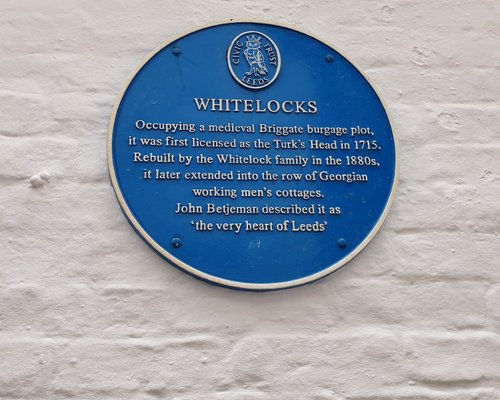 CIVIC TRUST
LEEDS
WHITELOCKS
Occupying a medieval Briggate burgage plot,
it was first licensed as the Turk's Head in 1715.
Rebuilt by the Whitelock family in the 1880s,
it later extended into the row of Georgian
working men's cottages.
John Betjeman described it as
'the very heart of Leeds'